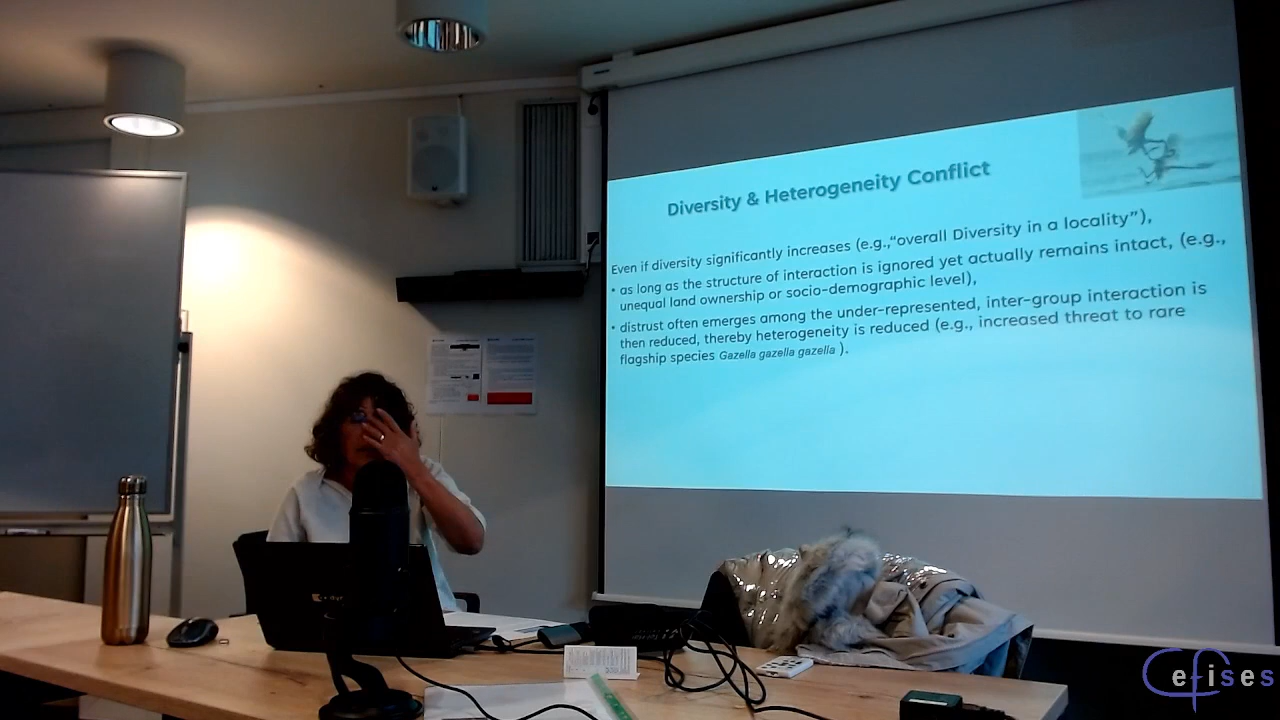 Diversity & Heterogeneity Conflict
Even if diversity significantly increases (e.g.,“overall Diversity in a locality”),
• as long as the structure of interaction is ignored yet actually remains intact, (e.g.,
unequal land ownership or socio-demographic level),
• distrust often emerges among the under-represented, inter-group interaction is
then reduced, thereby heterogeneity is reduced (e.g., increased threat to rare
flagship species Gazella gazella gazella ).
Cefises